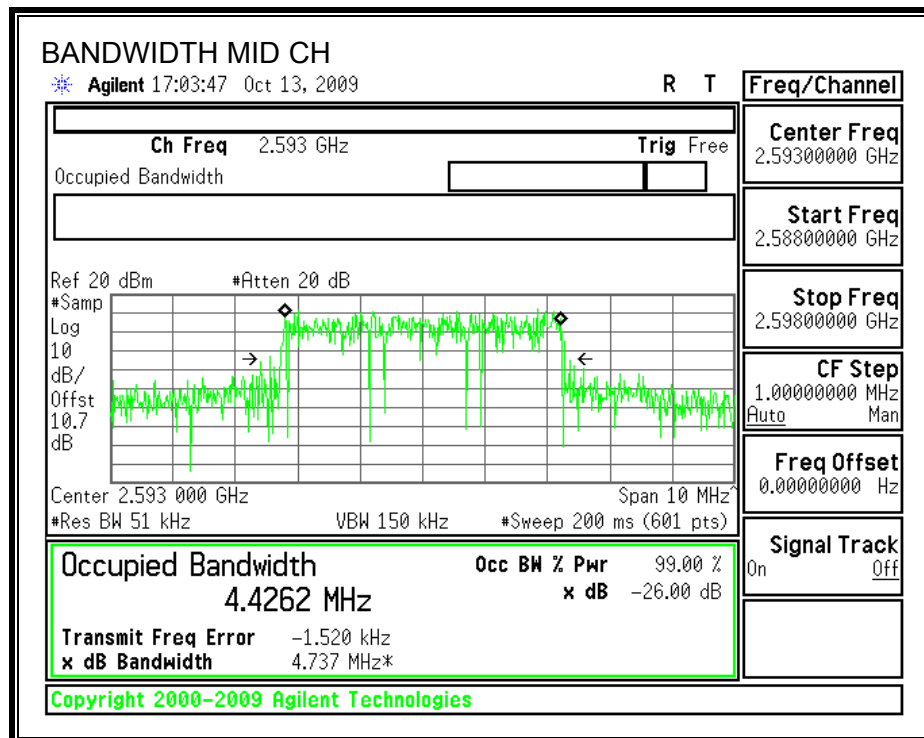 BANDWIDTH MID CH
Agilent 17:03:47 Oct 13, 2009 R T
Ch Freq 2.593 GHz Trig Free
Occupied Bandwidth
Ref 20 dBm #Atten 20 dB
#Samp
Log
10
dB/
Offst
10.7
dB
Center 2.593 000 GHz Span 10 MHz^
#Res BW 51 kHz VBW 150 kHz #Sweep 200 ms (601 pts)
Occupied Bandwidth Occ BW % Pwr 99.00 %
4.4262 MHz x dB -26.00 dB
Transmit Freq Error -1.520 kHz
x dB Bandwidth 4.737 MHz*
Copyright 2000-2009 Agilent Technologies
Freq/Channel
Center Freq
2.59300000 GHz
Start Freq
2.58800000 GHz
Stop Freq
2.59800000 GHz
CF Step
1.00000000 MHz
Auto Man
Freq Offset
0.00000000 Hz
Signal Track
On Off